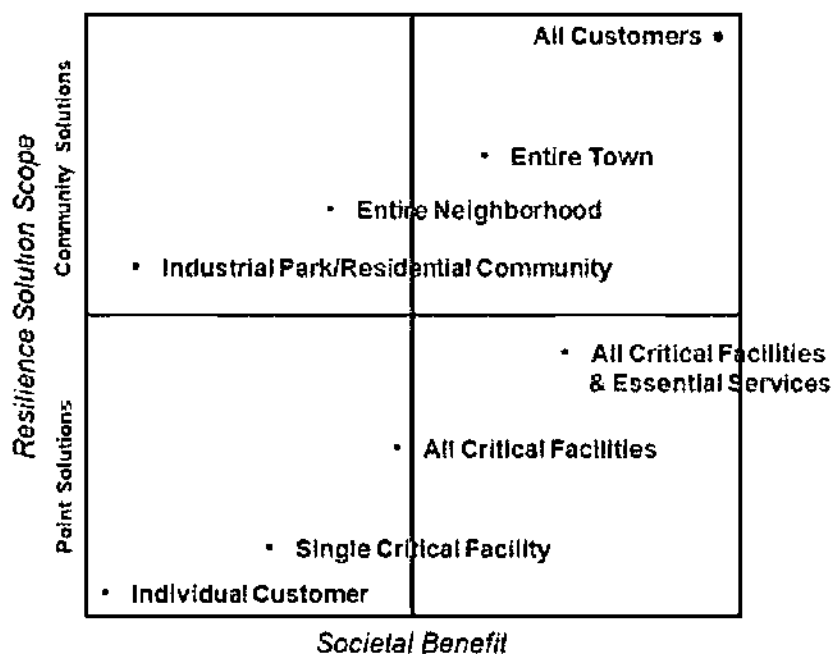 All Customers
Entire Town
Entire Neighborhood
Industrial Park/Residential Community
All Critical Facilities
& Essential Services
All Critical Facilities
Single Critical Facility
Individual Customer
Resilience Solution Scope
Community Solutions
Point Solutions
Societal Benefit